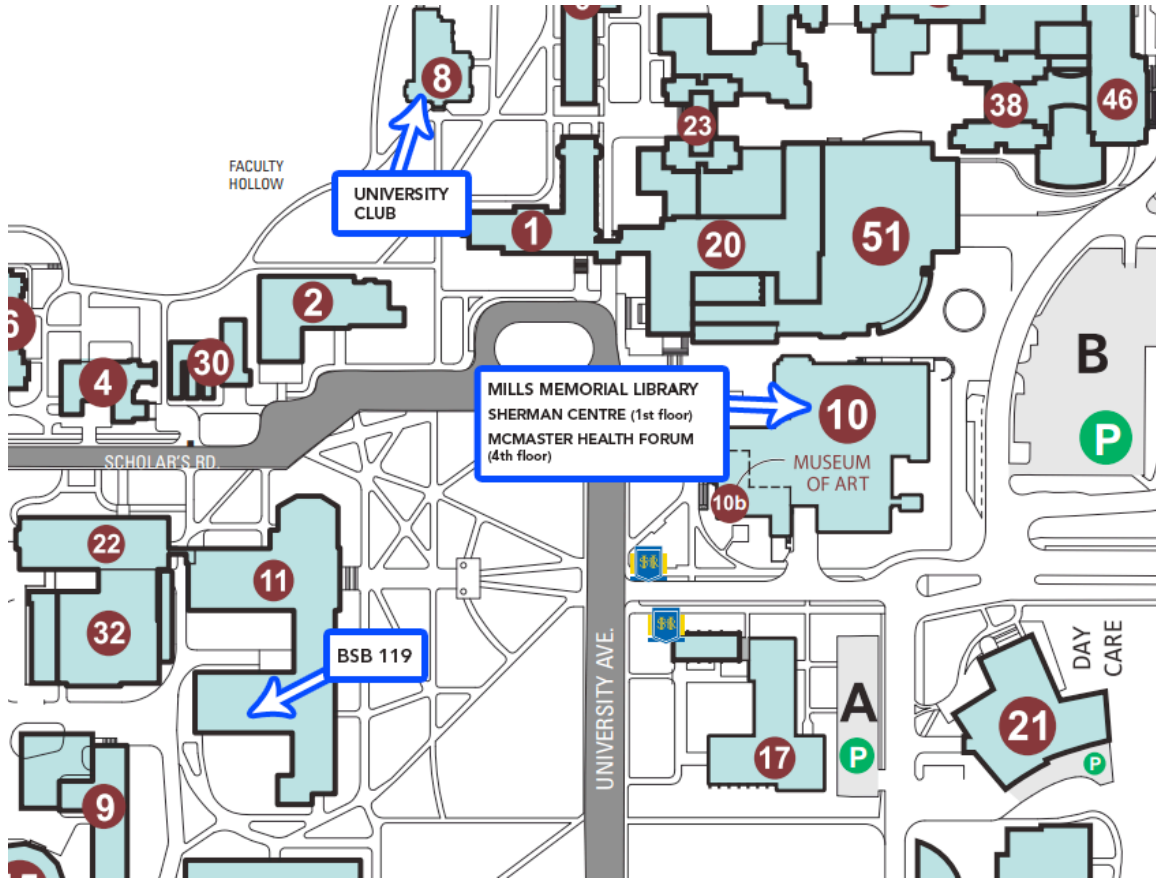 8
38
46
23
FACULTY
HOLLOW
UNIVERSITY
CLUB
1
20
51
2
6
30
4
B
P
MILLS MEMORIAL LIBRARY
SHERMAN CENTRE (1st floor)
MCMASTER HEALTH FORUM
(4th floor)
10
MUSEUM
OF ART
10b
SCHOLAR'S RD.
22
11
32
BSB 119
UNIVERSITY AVE.
DAY
CARE
A
P
17
21
P
9